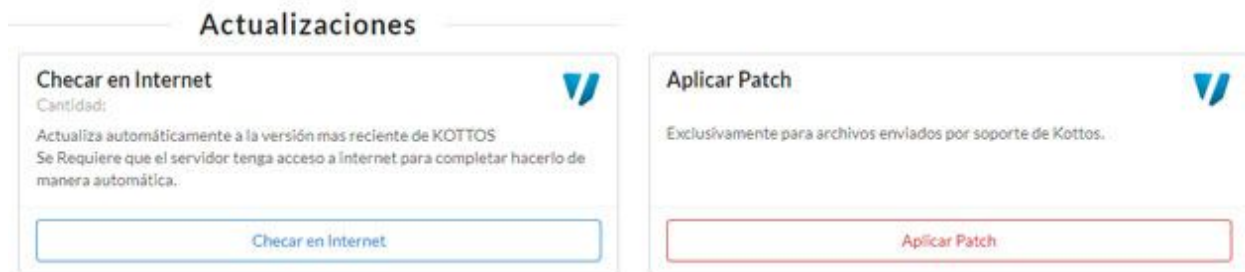 Actualizaciones
Checar en Internet
Cantidad:
Actualiza automáticamente a la versión mas reciente de KOTTOS
Se Requiere que el servidor tenga acceso a internet para completar hacerlo de
manera automática.
Checar en Internet
Aplicar Patch
Exclusivamente para archivos enviados por soporte de Kottos.
Aplicar Patch